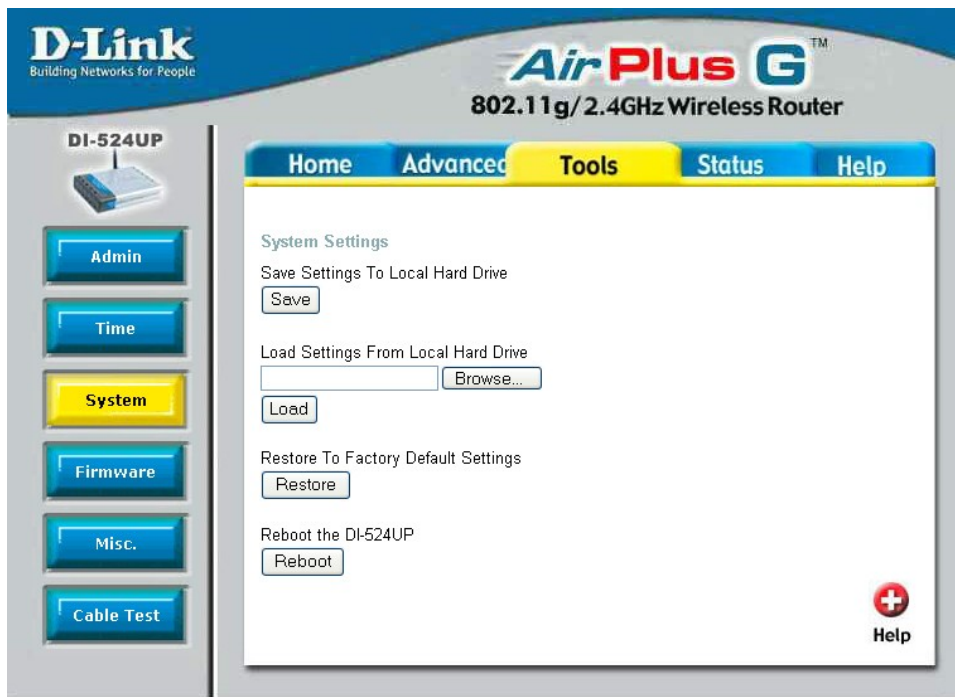 D-Link
Building Networks for People
Air Plus G™
802.11g/2.4GHz Wireless Router
DI-524UP
Home Advanced Tools Status Help
Admin
Time
System
Firmware
Misc.
Cable Test
System Settings
Save Settings To Local Hard Drive
Save
Load Settings From Local Hard Drive
Browse...
Load
Restore To Factory Default Settings
Restore
Reboot the DI-524UP
Reboot
Help